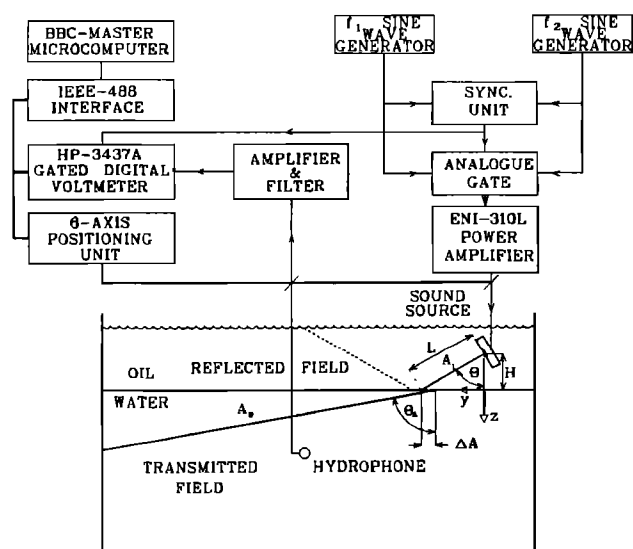 BBC-MASTER
MICROCOMPUTER
IEEE-488
INTERFACE
HP-3437A
GATED DIGITAL
VOLTMETER
6-AXIS
POSITIONING
UNIT
AMPLIFIER
&
FILTER
f₁ SINE
WAVE
GENERATOR
f₂ SINE
WAVE
GENERATOR
SYNC.
UNIT
ANALOGUE
GATE
ENI-310L
POWER
AMPLIFIER
SOUND
SOURCE
OIL
REFLECTED FIELD
WATER
L
A
Θ
H
y
z
Θ
ΔA
A
HYDROPHONE
TRANSMITTED
FIELD